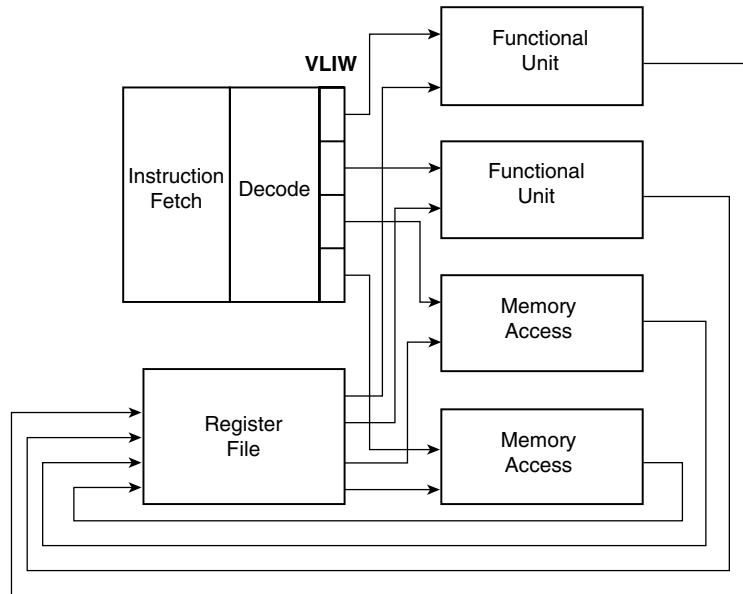 VLIW
Instruction
Fetch
Decode
Functional
Unit
Functional
Unit
Memory
Access
Register
File
Memory
Access